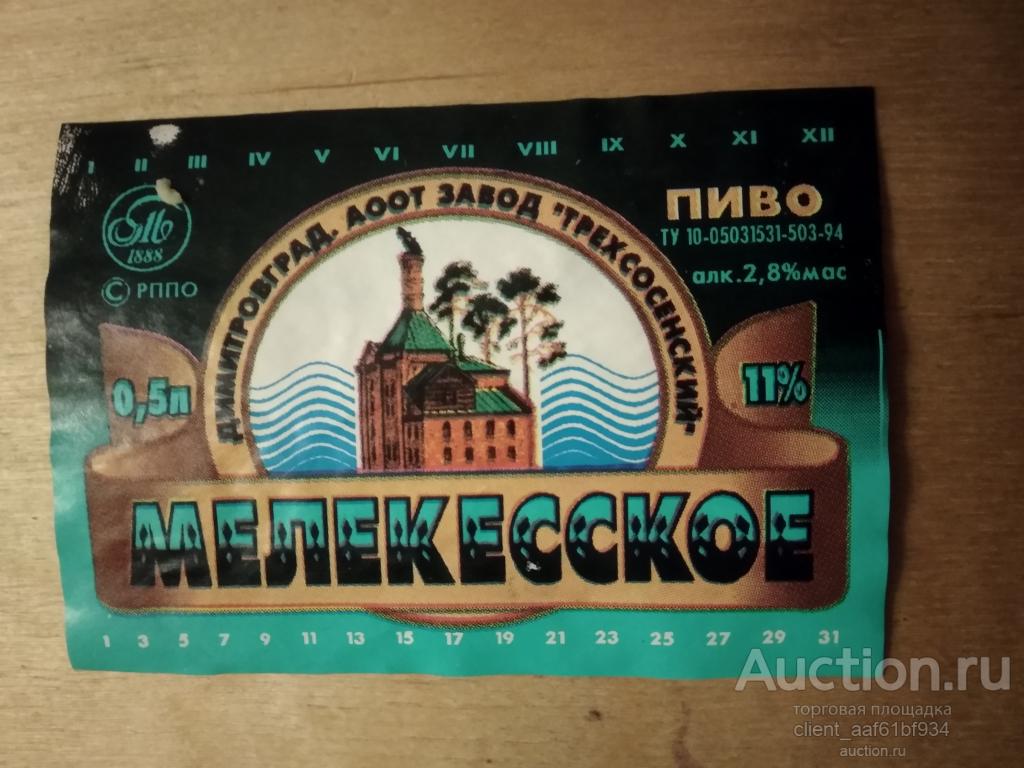 I II III IV V VI VII VIII IX X XI XII
М
1888
© РППО
ДИМИТРОВГРАД. АООТ ЗАВОД "ТРЕХСОСЕНСКИЙ"
ПИВО
ТУ 10-05031531-503-94
алк.2,8%мас
0,5л
11%
МЕЛЕКЕССКОЕ
1 3 5 7 9 11 13 15 17 19 21 23 25 27 29 31
Auction.ru
торговая площадка
client_aaf61bf934
auction.ru